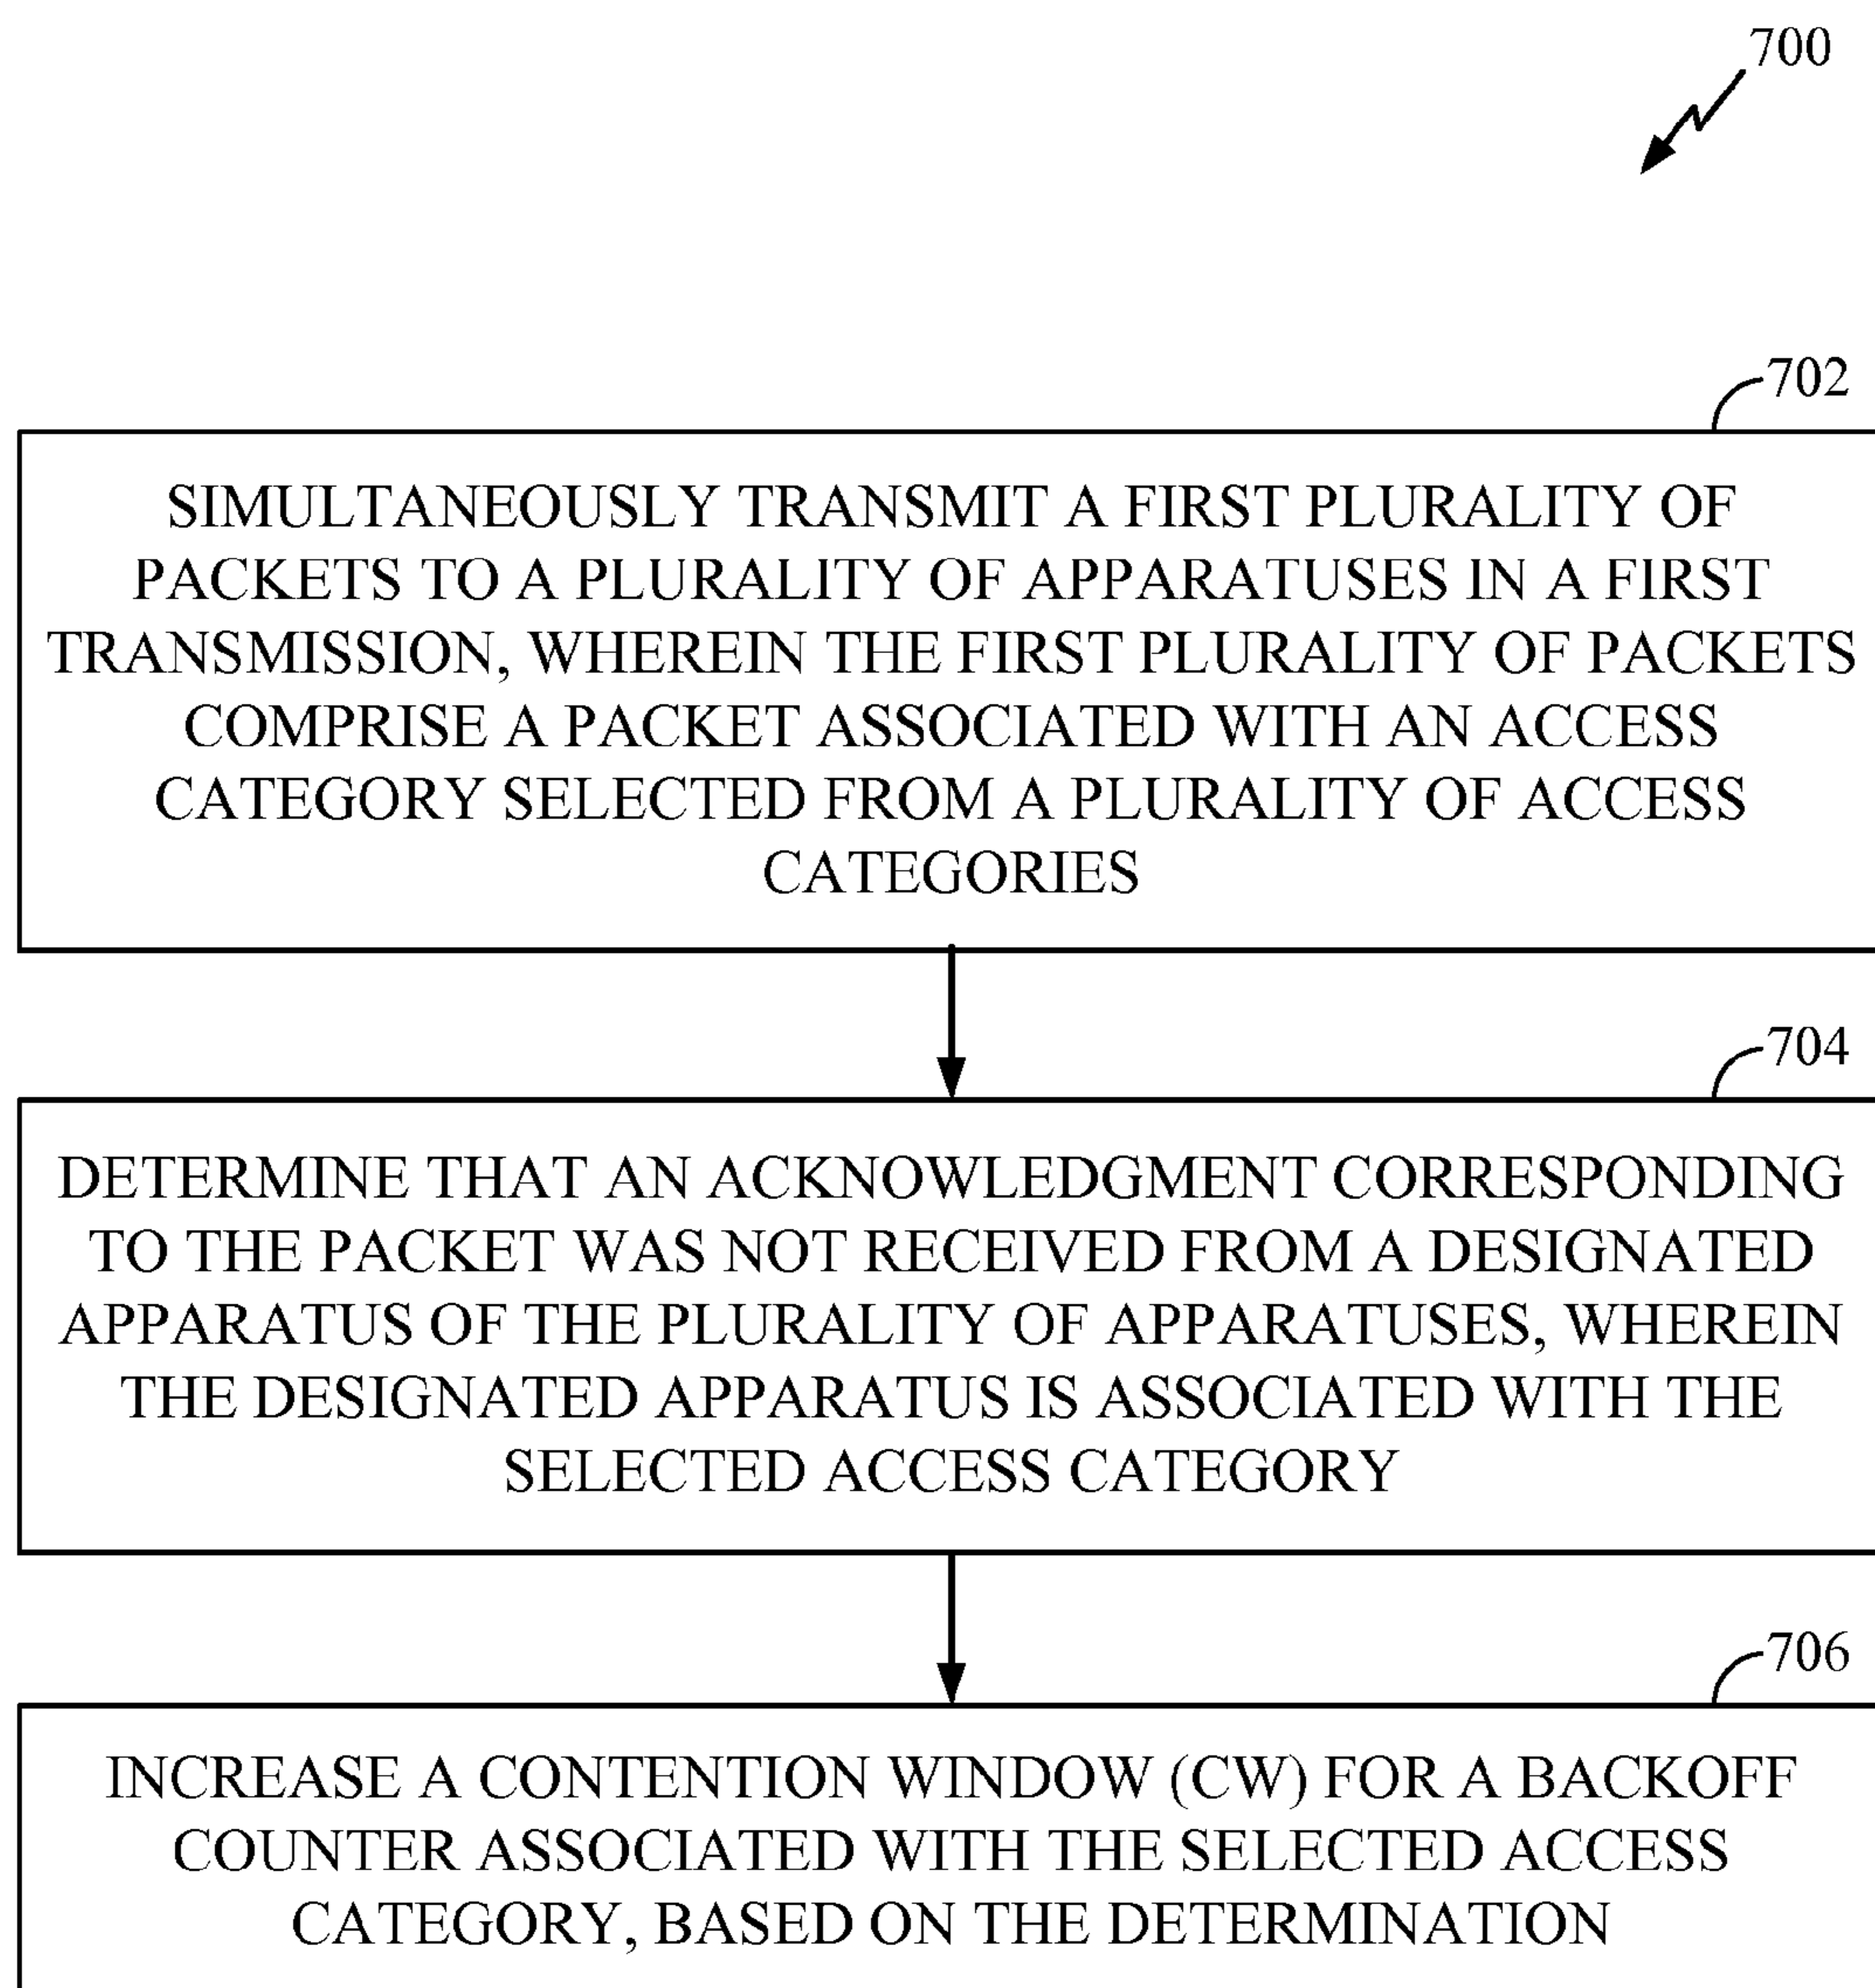 700
702
SIMULTANEOUSLY TRANSMIT A FIRST PLURALITY OF
PACKETS TO A PLURALITY OF APPARATUSES IN A FIRST
TRANSMISSION, WHEREIN THE FIRST PLURALITY OF PACKETS
COMPRISE A PACKET ASSOCIATED WITH AN ACCESS
CATEGORY SELECTED FROM A PLURALITY OF ACCESS
CATEGORIES
704
DETERMINE THAT AN ACKNOWLEDGMENT CORRESPONDING
TO THE PACKET WAS NOT RECEIVED FROM A DESIGNATED
APPARATUS OF THE PLURALITY OF APPARATUSES, WHEREIN
THE DESIGNATED APPARATUS IS ASSOCIATED WITH THE
SELECTED ACCESS CATEGORY
706
INCREASE A CONTENTION WINDOW (CW) FOR A BACKOFF
COUNTER ASSOCIATED WITH THE SELECTED ACCESS
CATEGORY, BASED ON THE DETERMINATION